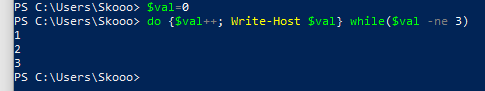 PS C:\Users\Skooo> $val=0
PS C:\Users\Skooo> do {$val++; Write-Host $val} while($val -ne 3)
1
2
3
PS C:\Users\Skooo>